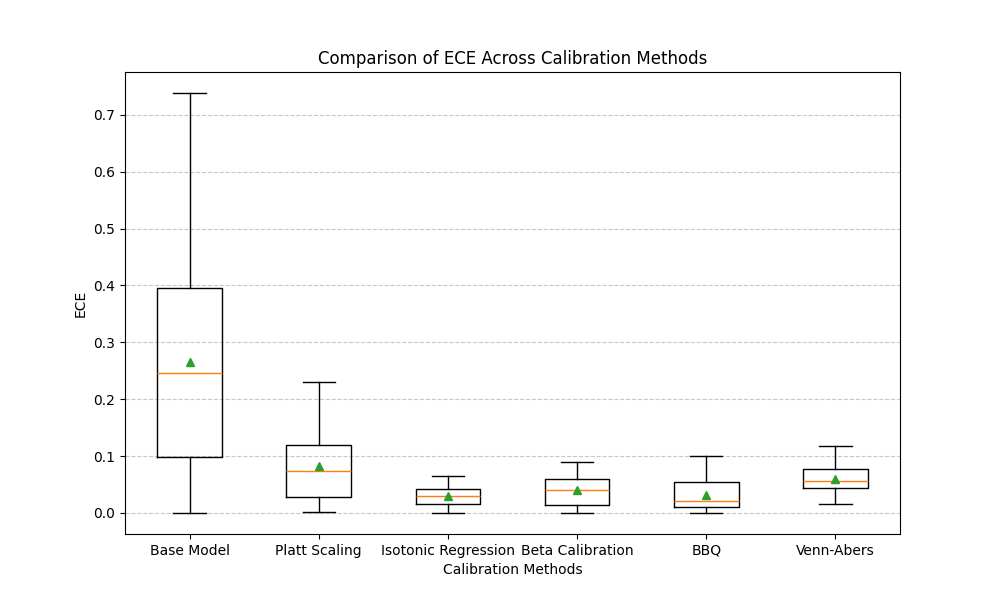 Comparison of ECE Across Calibration Methods
ECE
0.7
0.6
0.5
0.4
0.3
0.2
0.1
0.0
Base Model Platt Scaling Isotonic Regression Beta Calibration BBQ Venn-Abers
Calibration Methods